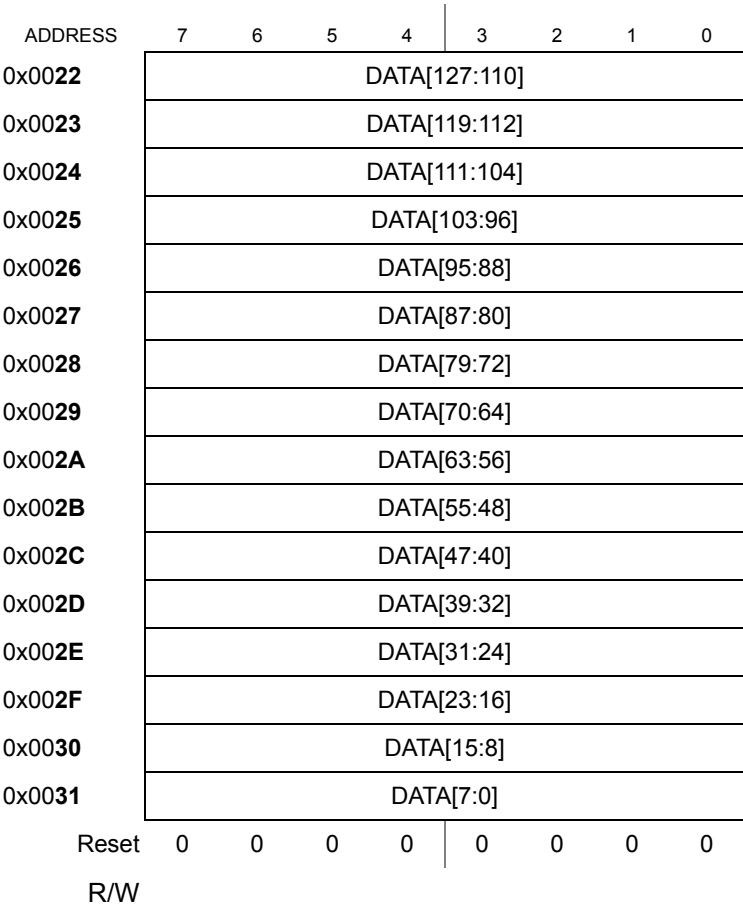 ADDRESS 7 6 5 4 3 2 1 0
0x0022 DATA[127:110]
0x0023 DATA[119:112]
0x0024 DATA[111:104]
0x0025 DATA[103:96]
0x0026 DATA[95:88]
0x0027 DATA[87:80]
0x0028 DATA[79:72]
0x0029 DATA[70:64]
0x002A DATA[63:56]
0x002B DATA[55:48]
0x002C DATA[47:40]
0x002D DATA[39:32]
0x002E DATA[31:24]
0x002F DATA[23:16]
0x0030 DATA[15:8]
0x0031 DATA[7:0]
Reset 0 0 0 0 0 0 0 0
R/W